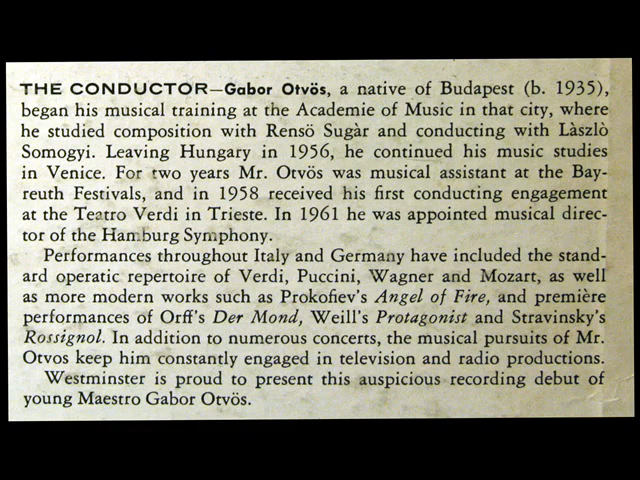 THE CONDUCTOR—Gabor Otvös, a native of Budapest (b. 1935),
began his musical training at the Academie of Music in that city, where
he studied composition with Rensö Sugàr and conducting with Làszlò
Somogyi. Leaving Hungary in 1956, he continued his music studies
in Venice. For two years Mr. Otvös was musical assistant at the Bay-
reuth Festivals, and in 1958 received his first conducting engagement
at the Teatro Verdi in Trieste. In 1961 he was appointed musical direc-
tor of the Hamburg Symphony.
Performances throughout Italy and Germany have included the stand-
ard operatic repertoire of Verdi, Puccini, Wagner and Mozart, as well
as more modern works such as Prokofiev's Angel of Fire, and première
performances of Orff's Der Mond, Weill's Protagonist and Stravinsky's
Rossignol. In addition to numerous concerts, the musical pursuits of Mr.
Otvos keep him constantly engaged in television and radio productions.
Westminster is proud to present this auspicious recording debut of
young Maestro Gabor Otvös.